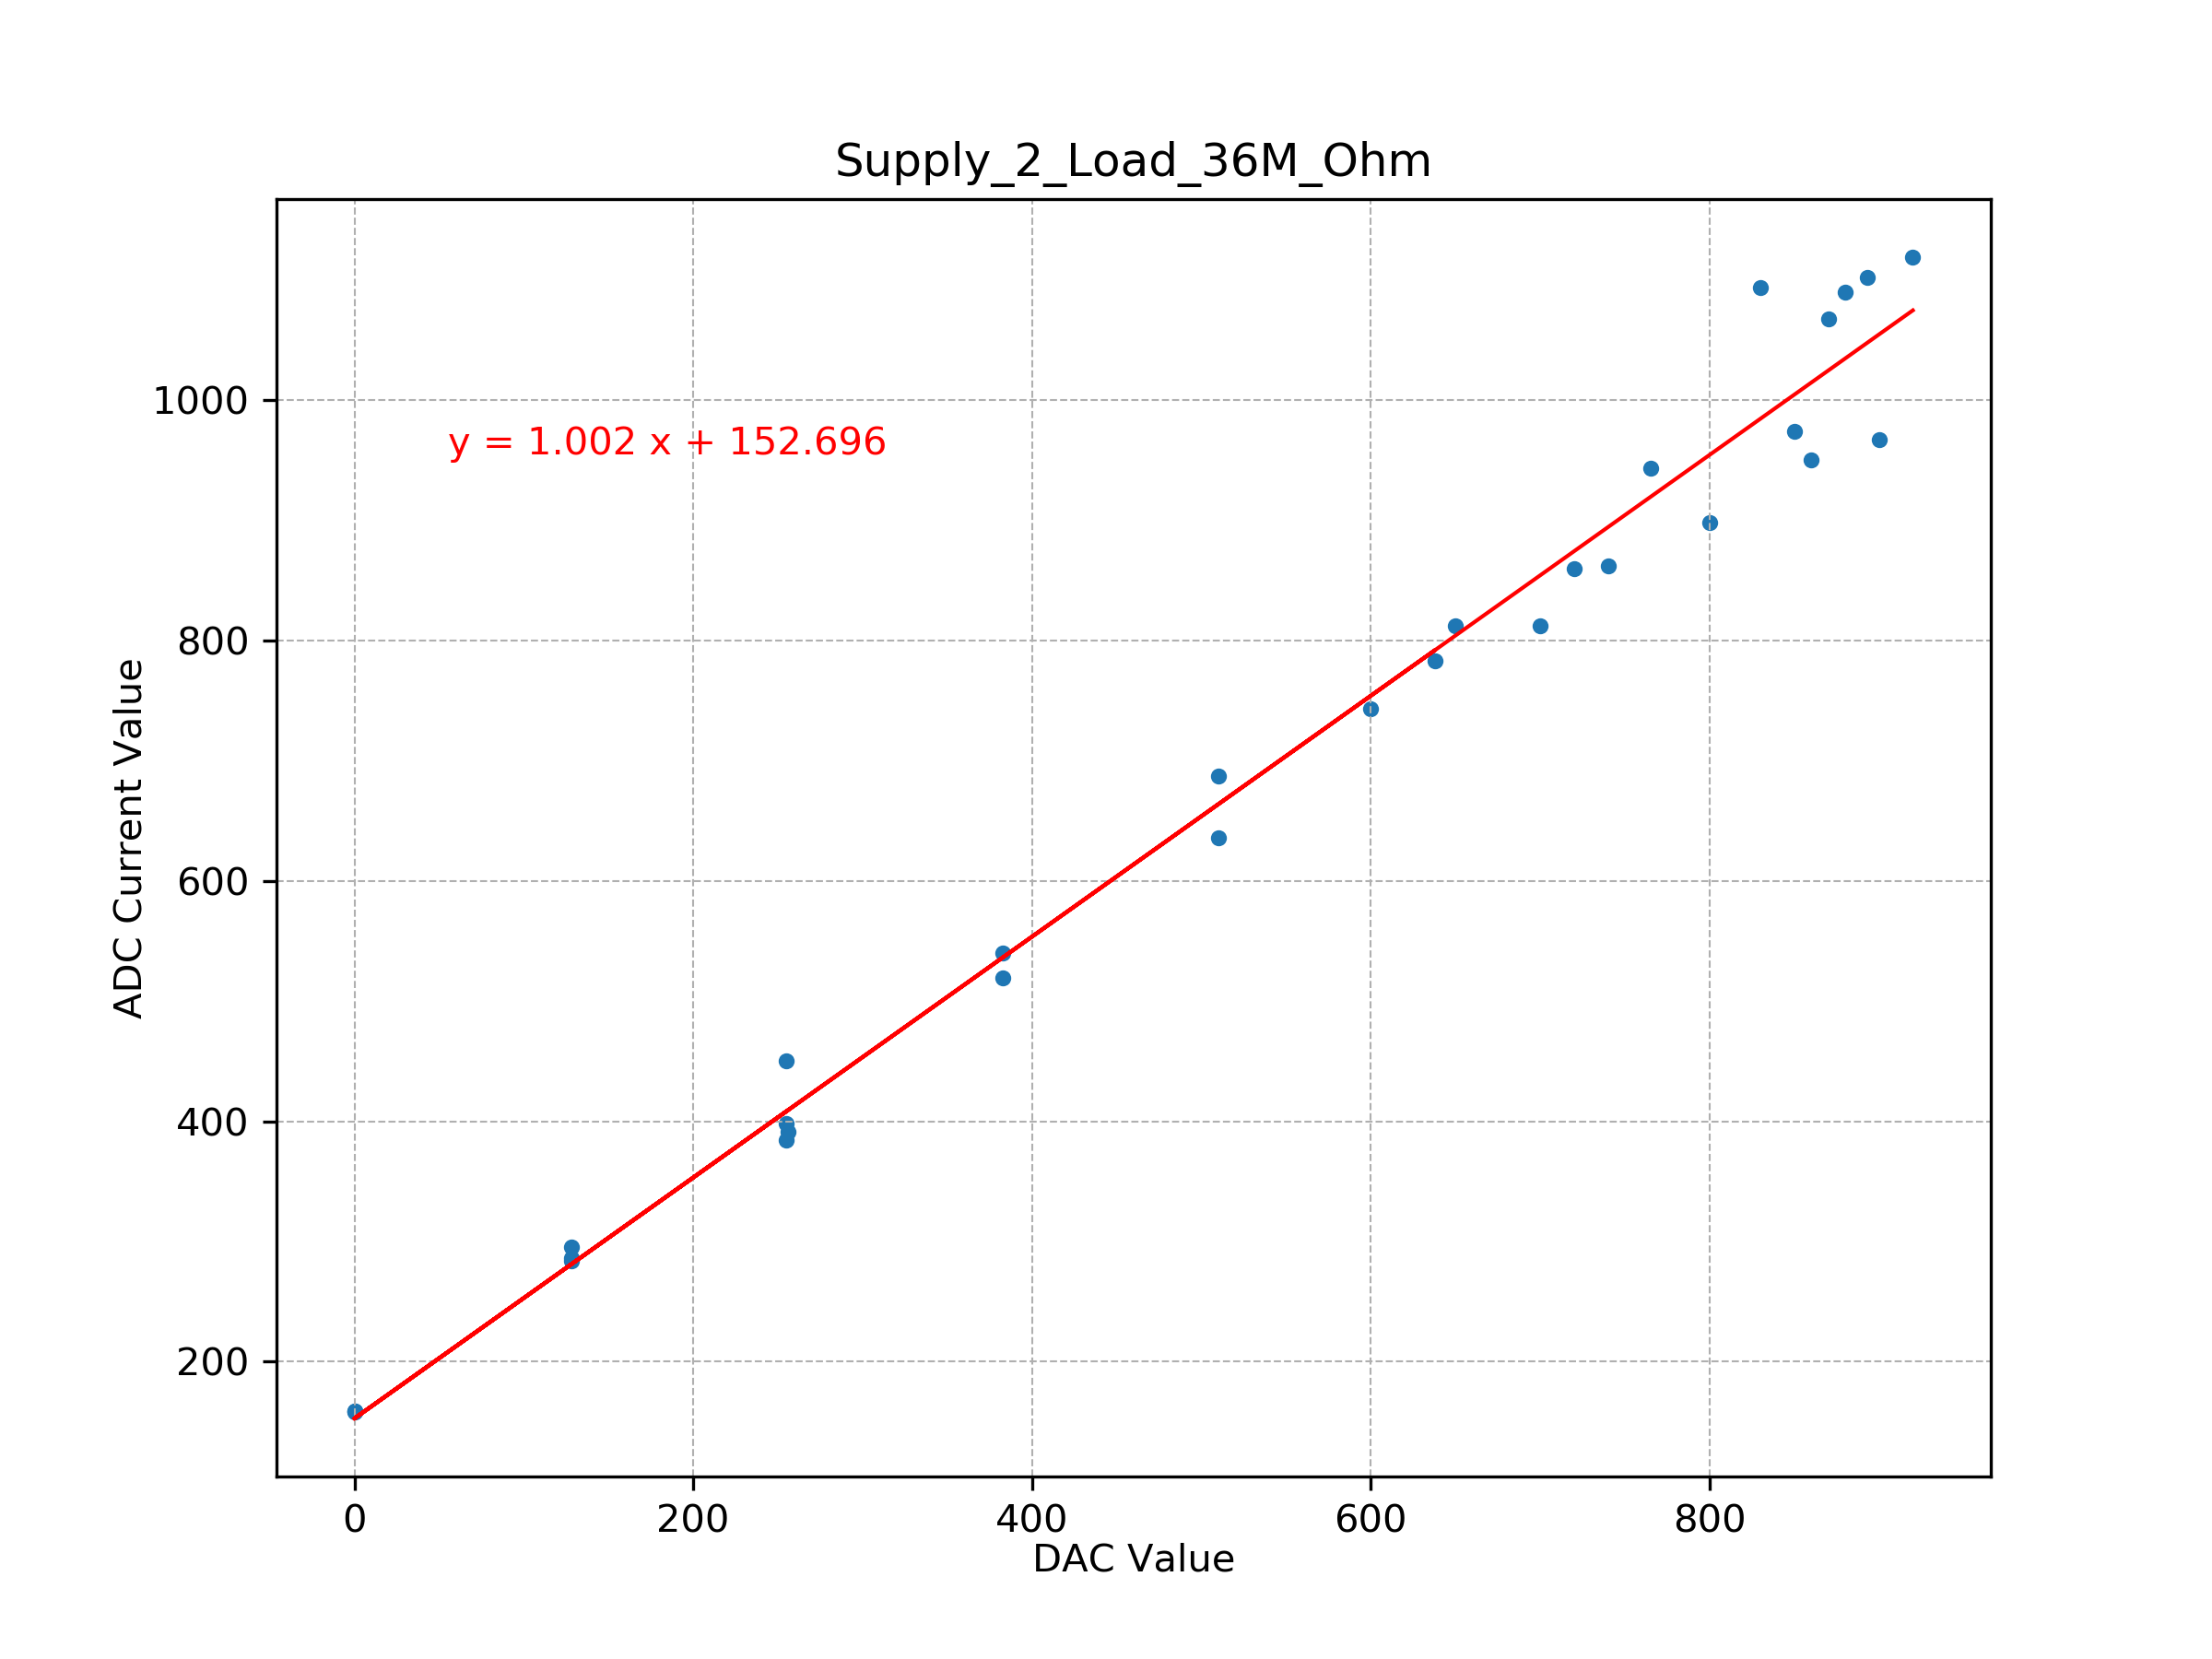 Supply_2_Load_36M_Ohm
1000
y = 1.002 x + 152.696
800
600
400
200
ADC Current Value
0 200 400 600 800
DAC Value